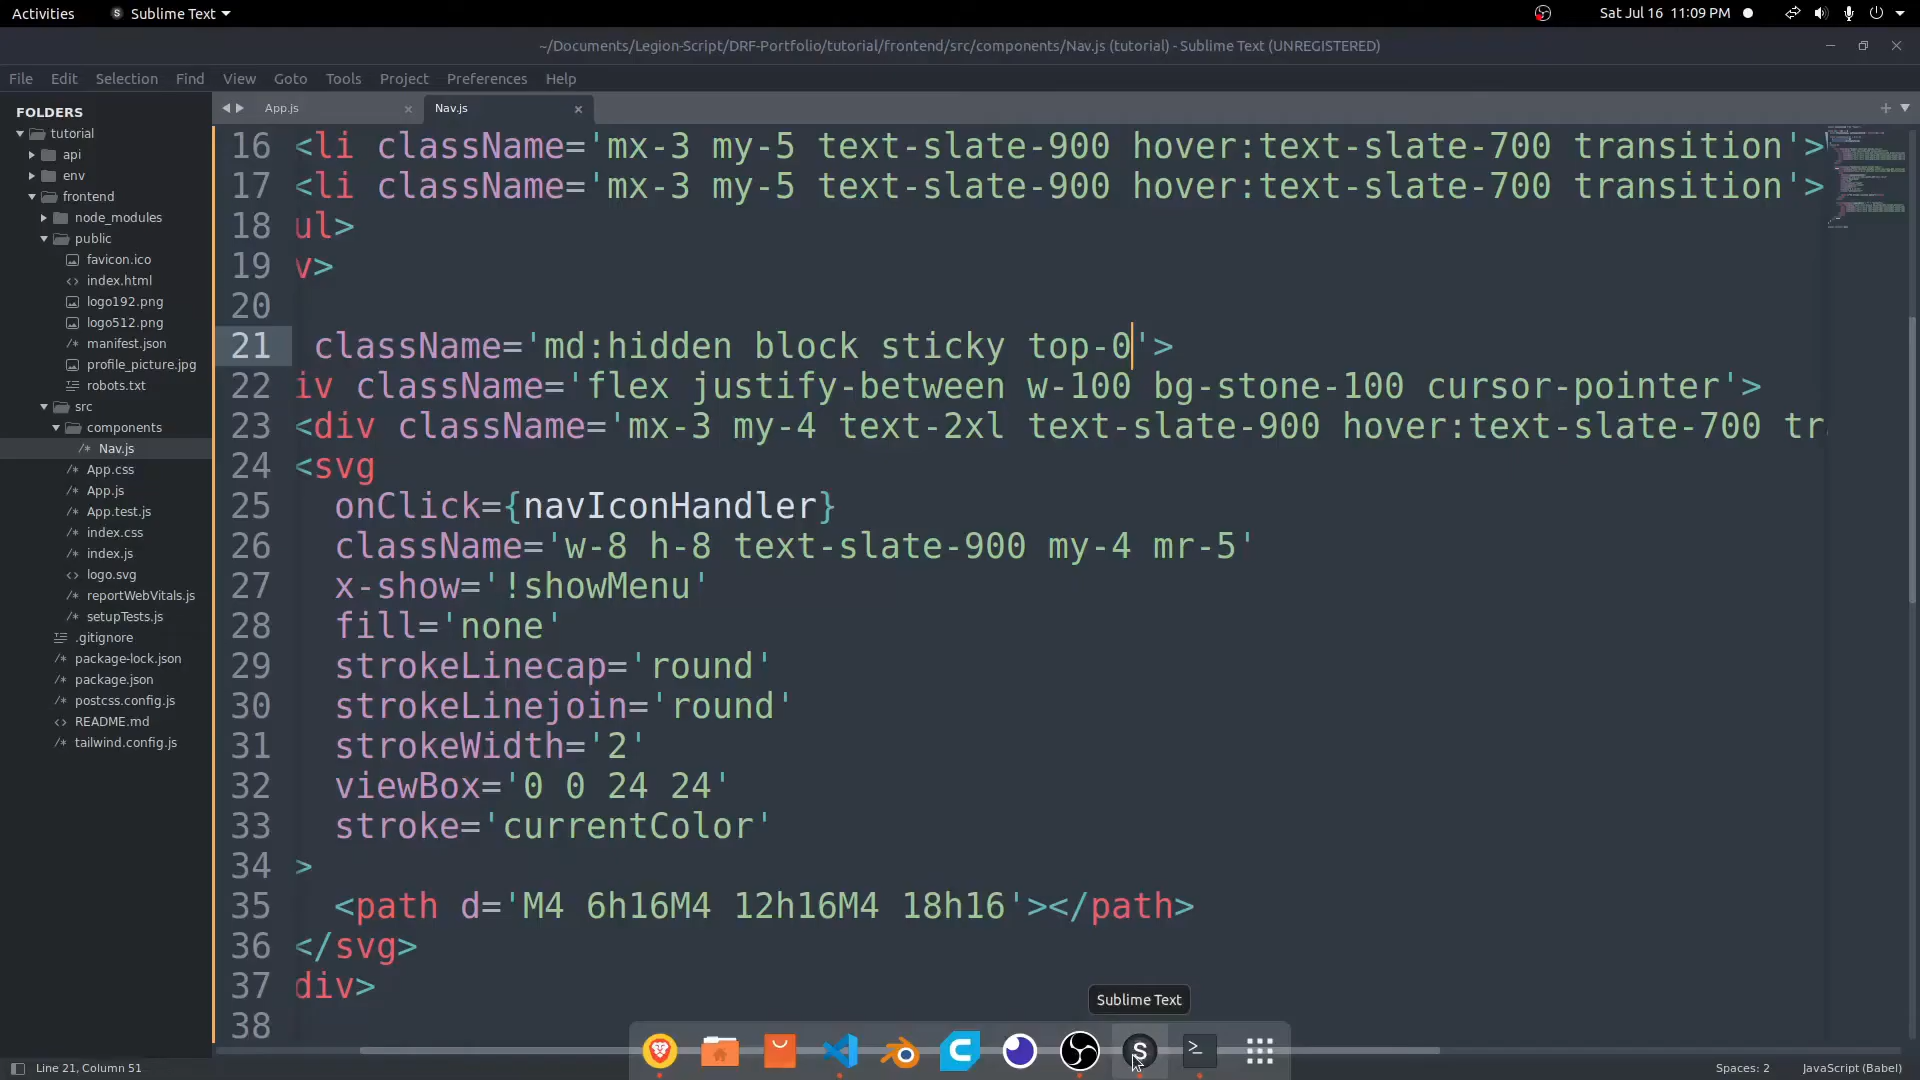 Activities
Sublime Text
Sat Jul 16 11:09 PM
~/Documents/Legion-Script/DRF-Portfolio/tutorial/frontend/src/components/Nav.js (tutorial) - Sublime Text (UNREGISTERED)
File Edit Selection Find View Goto Tools Project Preferences Help
FOLDERS
tutorial
api
env
frontend
node_modules
public
favicon.ico
index.html
logo192.png
logo512.png
manifest.json
profile_picture.jpg
robots.txt
src
components
Nav.js
App.css
App.js
App.test.js
index.css
index.js
logo.svg
reportWebVitals.js
setupTests.js
.gitignore
package-lock.json
package.json
postcss.config.js
README.md
tailwind.config.js
App.js
Nav.js
16 <li className='mx-3 my-5 text-slate-900 hover:text-slate-700 transition'>
17 <li className='mx-3 my-5 text-slate-900 hover:text-slate-700 transition'>
18 ul>
19 v>
20
21 className='md:hidden block sticky top-0'>
22 iv className='flex justify-between w-100 bg-stone-100 cursor-pointer'>
23 <div className='mx-3 my-4 text-2xl text-slate-900 hover:text-slate-700 tr
24 <svg
25 onClick={navIconHandler}
26 className='w-8 h-8 text-slate-900 my-4 mr-5'
27 x-show='!showMenu'
28 fill='none'
29 strokeLinecap='round'
30 strokeLinejoin='round'
31 strokeWidth='2'
32 viewBox='0 0 24 24'
33 stroke='currentColor'
34 >
35 <path d='M4 6h16M4 12h16M4 18h16'></path>
36 </svg>
37 div>
38
Sublime Text
Line 21, Column 51
Spaces: 2
JavaScript (Babel)